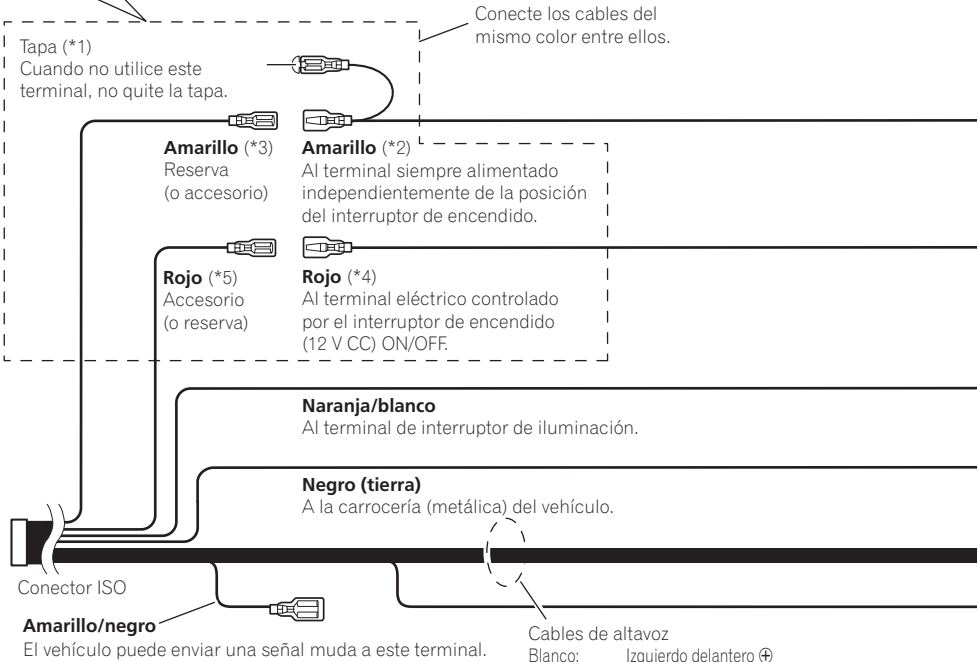 Conecte los cables del
mismo color entre ellos.
Tapa (*1)
Cuando no utilice este
terminal, no quite la tapa.
Amarillo (*3)
Reserva
(o accesorio)
Amarillo (*2)
Al terminal siempre alimentado
independientemente de la posición
del interruptor de encendido.
Rojo (*5)
Accesorio
(o reserva)
Rojo (*4)
Al terminal eléctrico controlado
por el interruptor de encendido
(12 V CC) ON/OFF.
Naranja/blanco
Al terminal de interruptor de iluminación.
Negro (tierra)
A la carrocería (metálica) del vehículo.
Conector ISO
Amarillo/negro
El vehículo puede enviar una señal muda a este terminal.
Cables de altavoz
Blanco: Izquierdo delantero ⊕